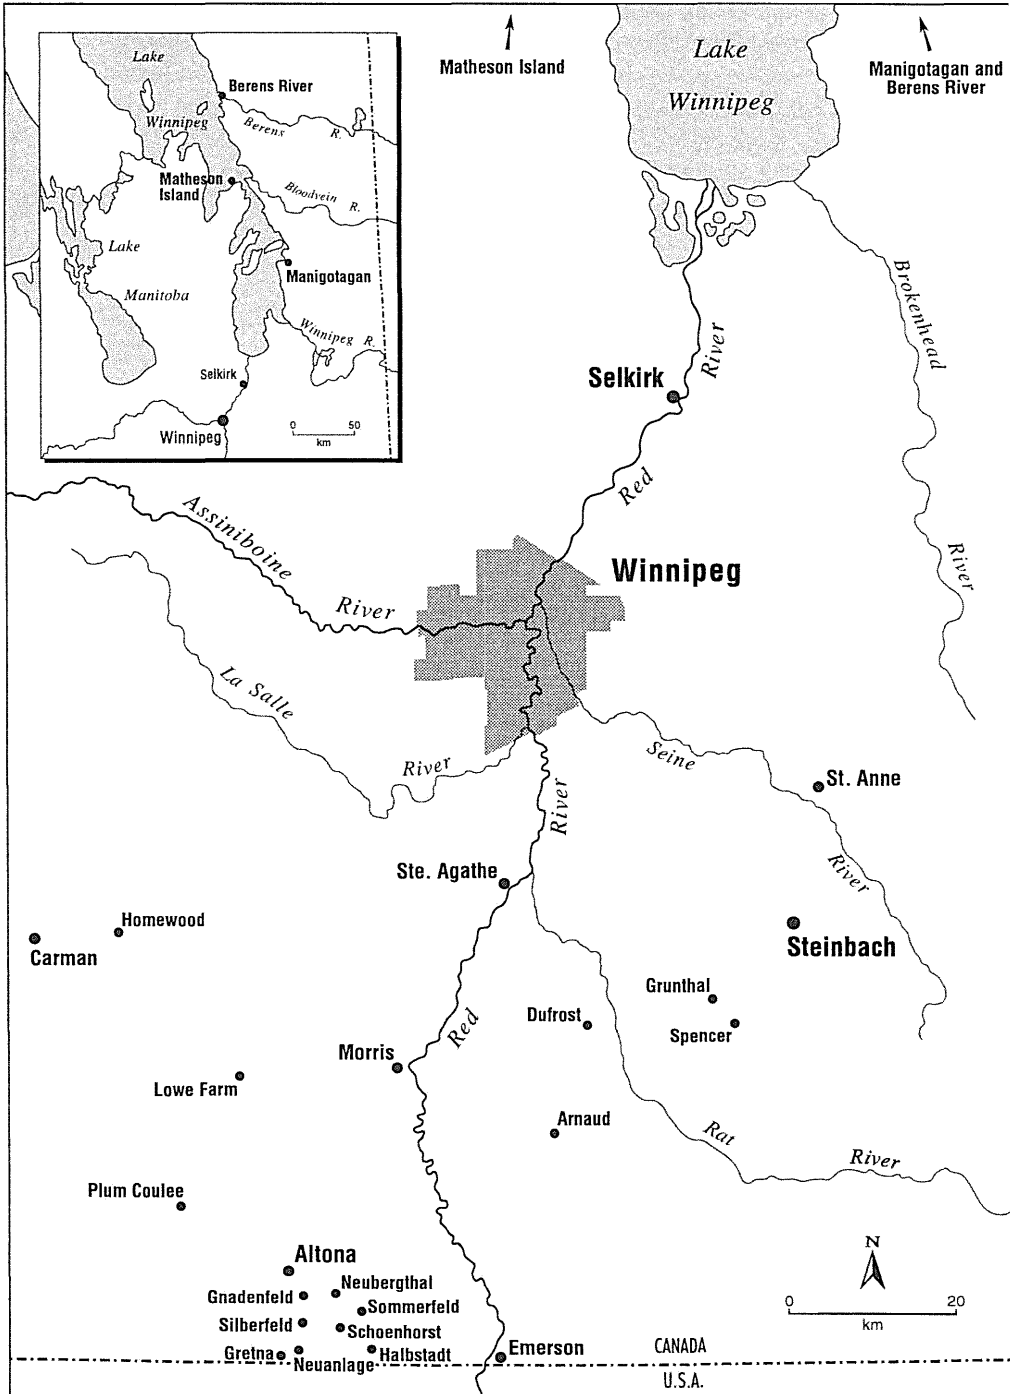 Matheson Island
Lake
Winnipeg
Manigotagan and
Berens River
Lake
Winnipeg
Berens River
Berens R.
Matheson
Island
Bloodvein R.
Lake
Manitoba
Manigotagan
Winnipeg R.
Selkirk
Winnipeg
0 50
km
Brokenhead
River
Selkirk
River
Red
Assiniboine
River
Winnipeg
La Salle
River
Seine
River
St. Anne
River
Ste. Agathe
Homewood
Carman
Steinbach
Grunthal
Spencer
Dufrost
Red
Morris
Lowe Farm
Arnaud
Rat
River
Plum Coulee
N
Altona
Neubergthal
Gnadenfeld
Sommerfeld
Silberfeld
Schoenhorst
Gretna
Neuanlage
Halbstadt
Emerson
0 20
km
CANADA
U.S.A.